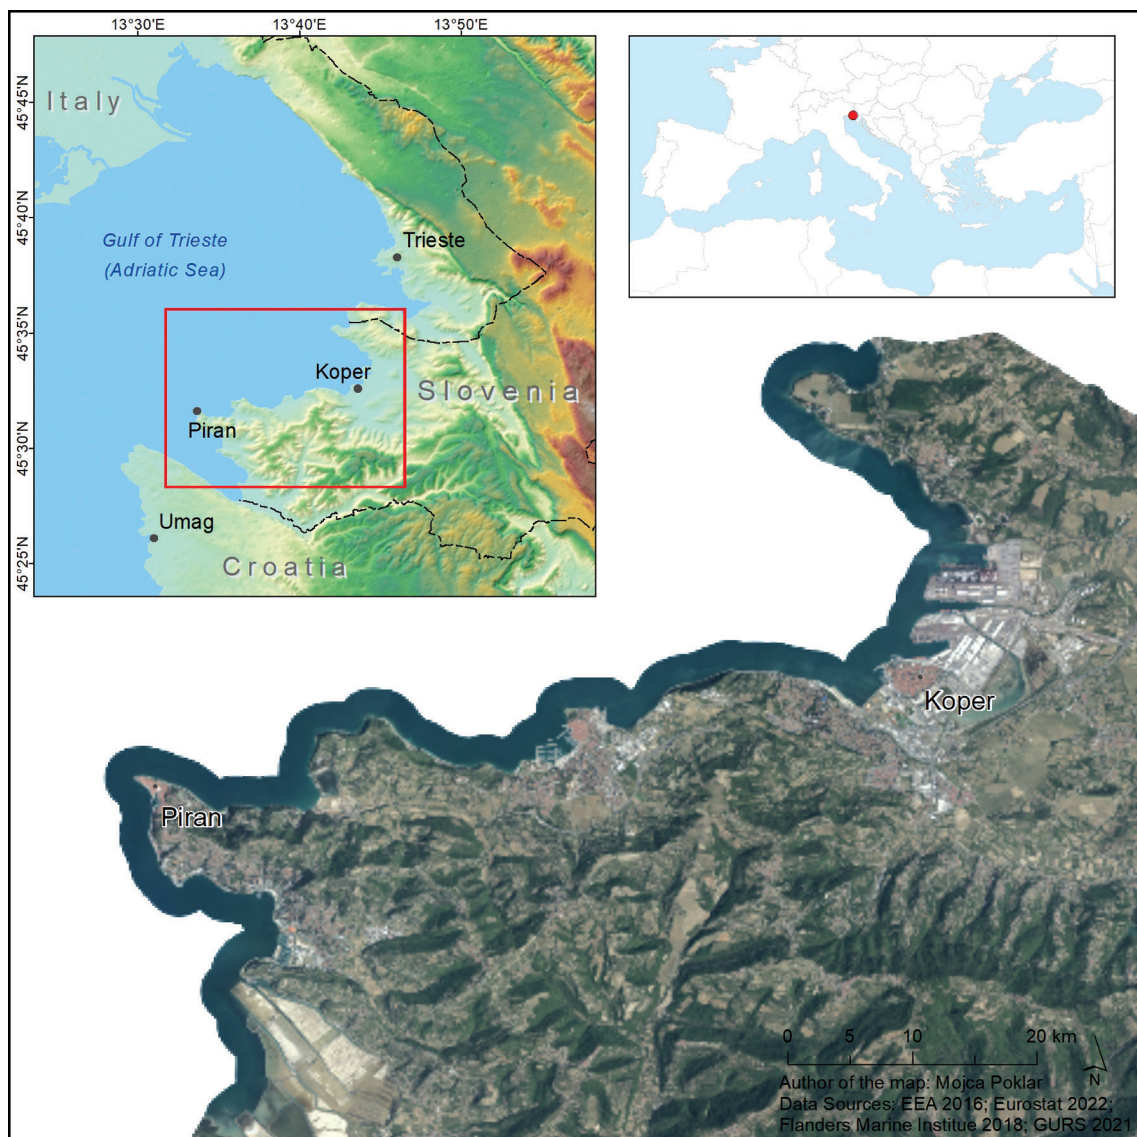 13°30'E 13°40'E 13°50'E
45°45'N
45°40'N
45°35'N
45°30'N
45°25'N
Italy
Gulf of Trieste
(Adriatic Sea)
Trieste
Koper
Slovenia
Piran
Umag
Croatia
Koper
Piran
0 5 10 20 km
N
Author of the map: Mojca Poklar
Data Sources: EEA 2016; Eurostat 2022;
Flanders Marine Institue 2018; GURS 2021